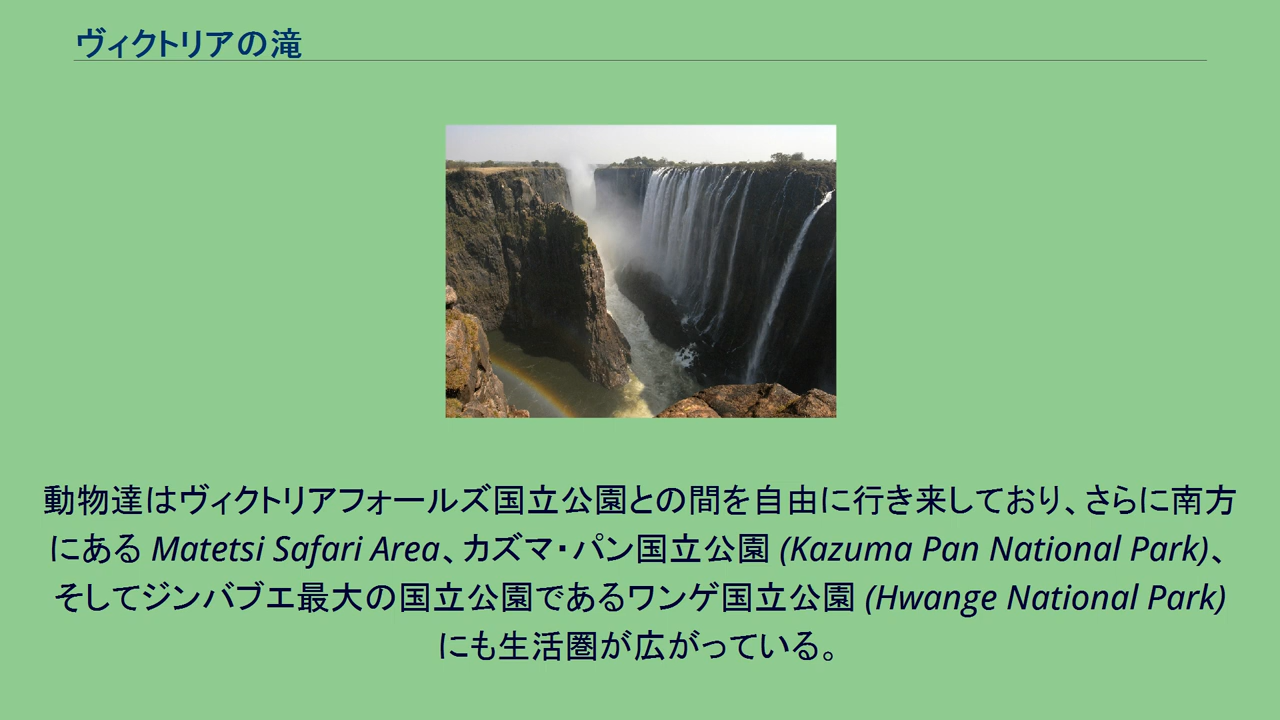 ヴィクトリアの滝
動物達はヴィクトリアフォールズ国立公園との間を自由に行き来しており、さらに南方
にある Matetsi Safari Area、カズマ・パン国立公園 (Kazuma Pan National Park)、
そしてジンバブエ最大の国立公園であるワンゲ国立公園 (Hwange National Park)
にも生活圏が広がっている。